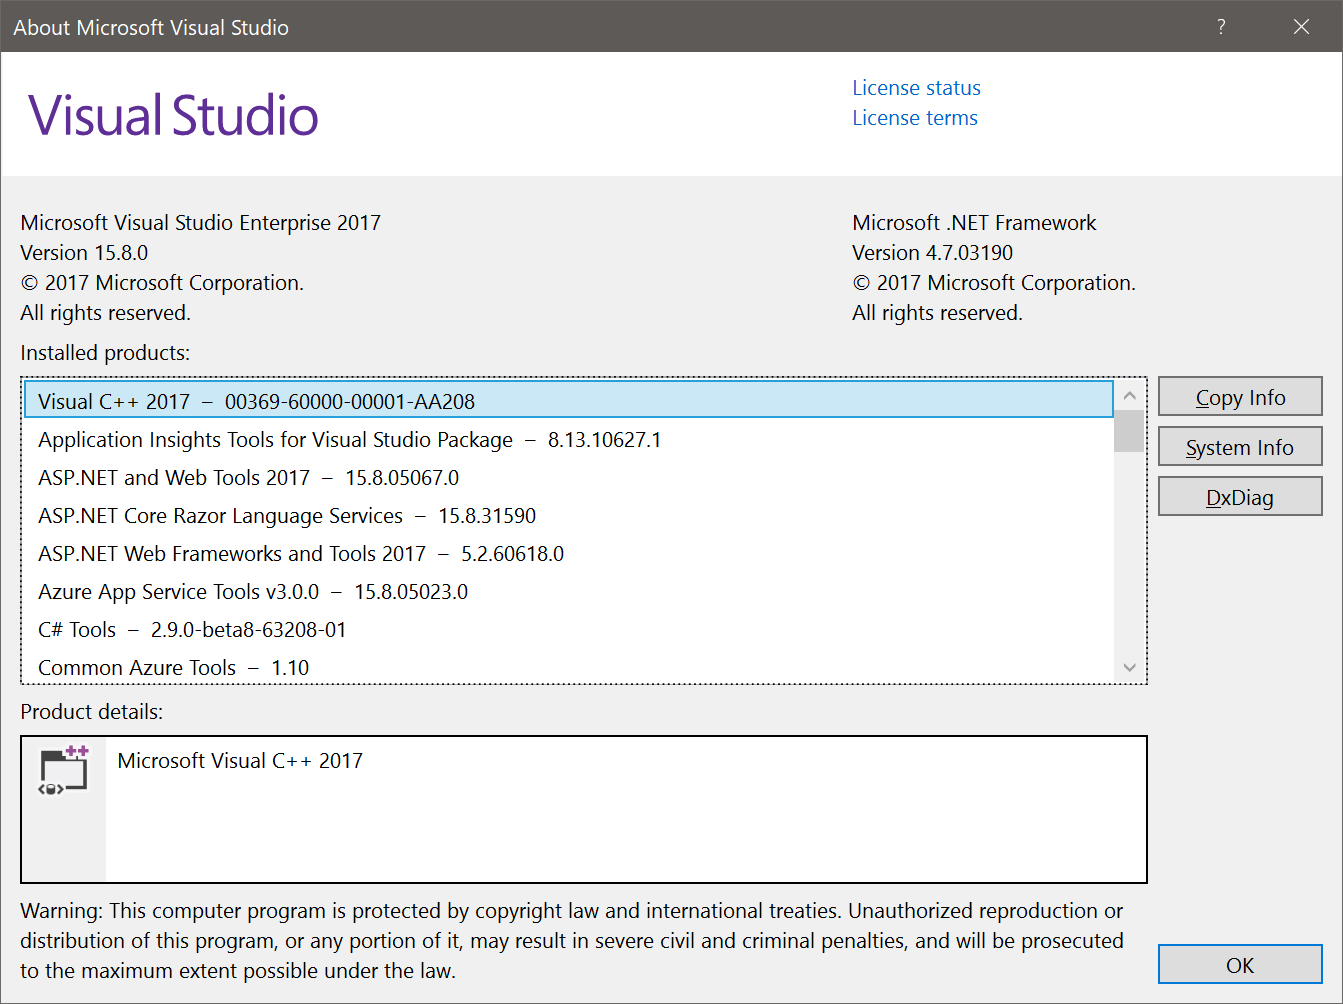 About Microsoft Visual Studio
?
Visual Studio
License status
License terms
Microsoft Visual Studio Enterprise 2017
Version 15.8.0
© 2017 Microsoft Corporation.
All rights reserved.
Microsoft .NET Framework
Version 4.7.03190
© 2017 Microsoft Corporation.
All rights reserved.
Installed products:
Visual C++ 2017 – 00369-60000-00001-AA208
Application Insights Tools for Visual Studio Package – 8.13.10627.1
ASP.NET and Web Tools 2017 – 15.8.05067.0
ASP.NET Core Razor Language Services – 15.8.31590
ASP.NET Web Frameworks and Tools 2017 – 5.2.60618.0
Azure App Service Tools v3.0.0 – 15.8.05023.0
C# Tools – 2.9.0-beta8-63208-01
Common Azure Tools – 1.10
Copy Info
System Info
DxDiag
Product details:
Microsoft Visual C++ 2017
Warning: This computer program is protected by copyright law and international treaties. Unauthorized reproduction or
distribution of this program, or any portion of it, may result in severe civil and criminal penalties, and will be prosecuted
to the maximum extent possible under the law.
OK